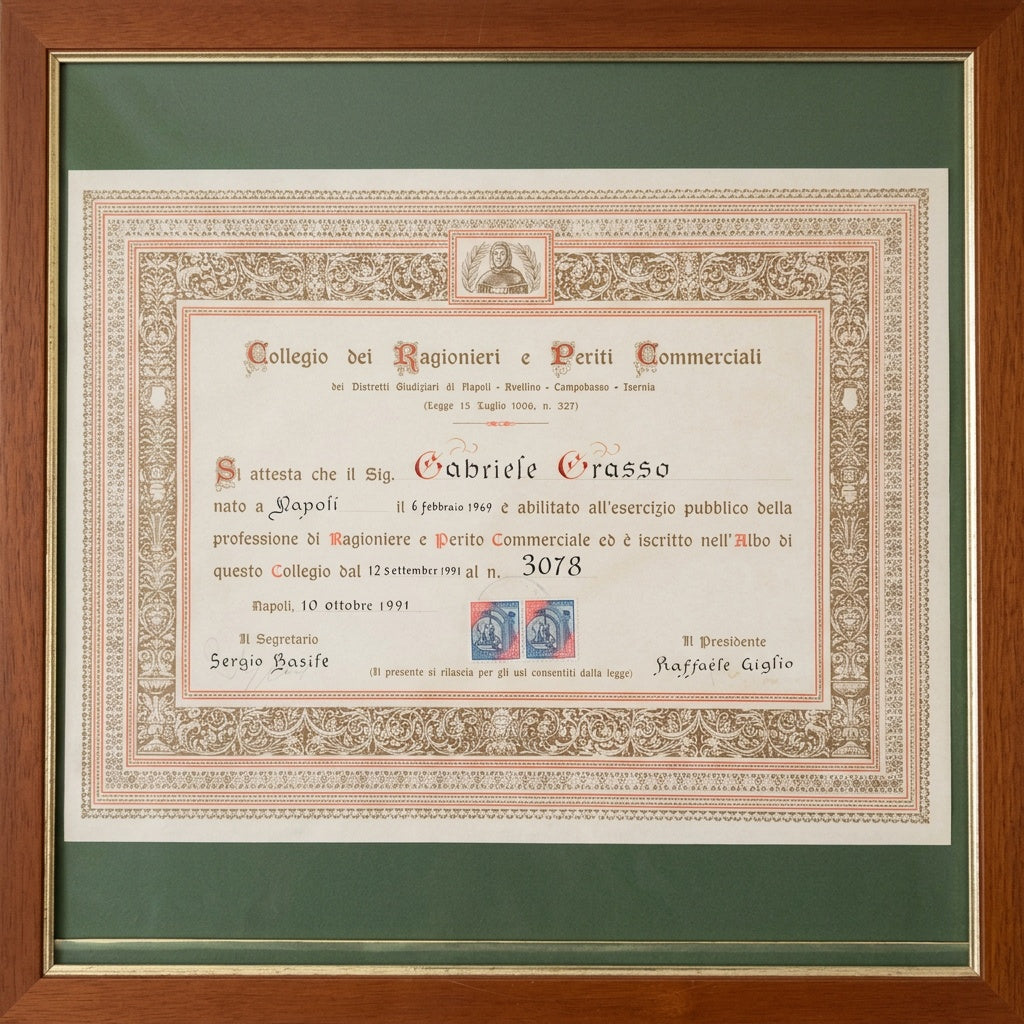 Collegio dei Ragionieri e Periti Commerciali
dei Distretti Giudiziari di Napoli - Avellino - Campobasso - Isernia
(Legge 15 Luglio 1006, n. 327)
Si attesta che il Sig. Gabriele Grasso
nato a Napoli il 6 febbraio 1969 è abilitato all'esercizio pubblico della
professione di Ragioniere e Perito Commerciale ed è iscritto nell'Albo di
questo Collegio dal 12 settember 1991 al n. 3078
Napoli, 10 ottobre 1991
Il Segretario
Sergio Basile
Il Presidente
Raffaele Giglio
(Il presente si rilascia per gli usi consentiti dalla legge)